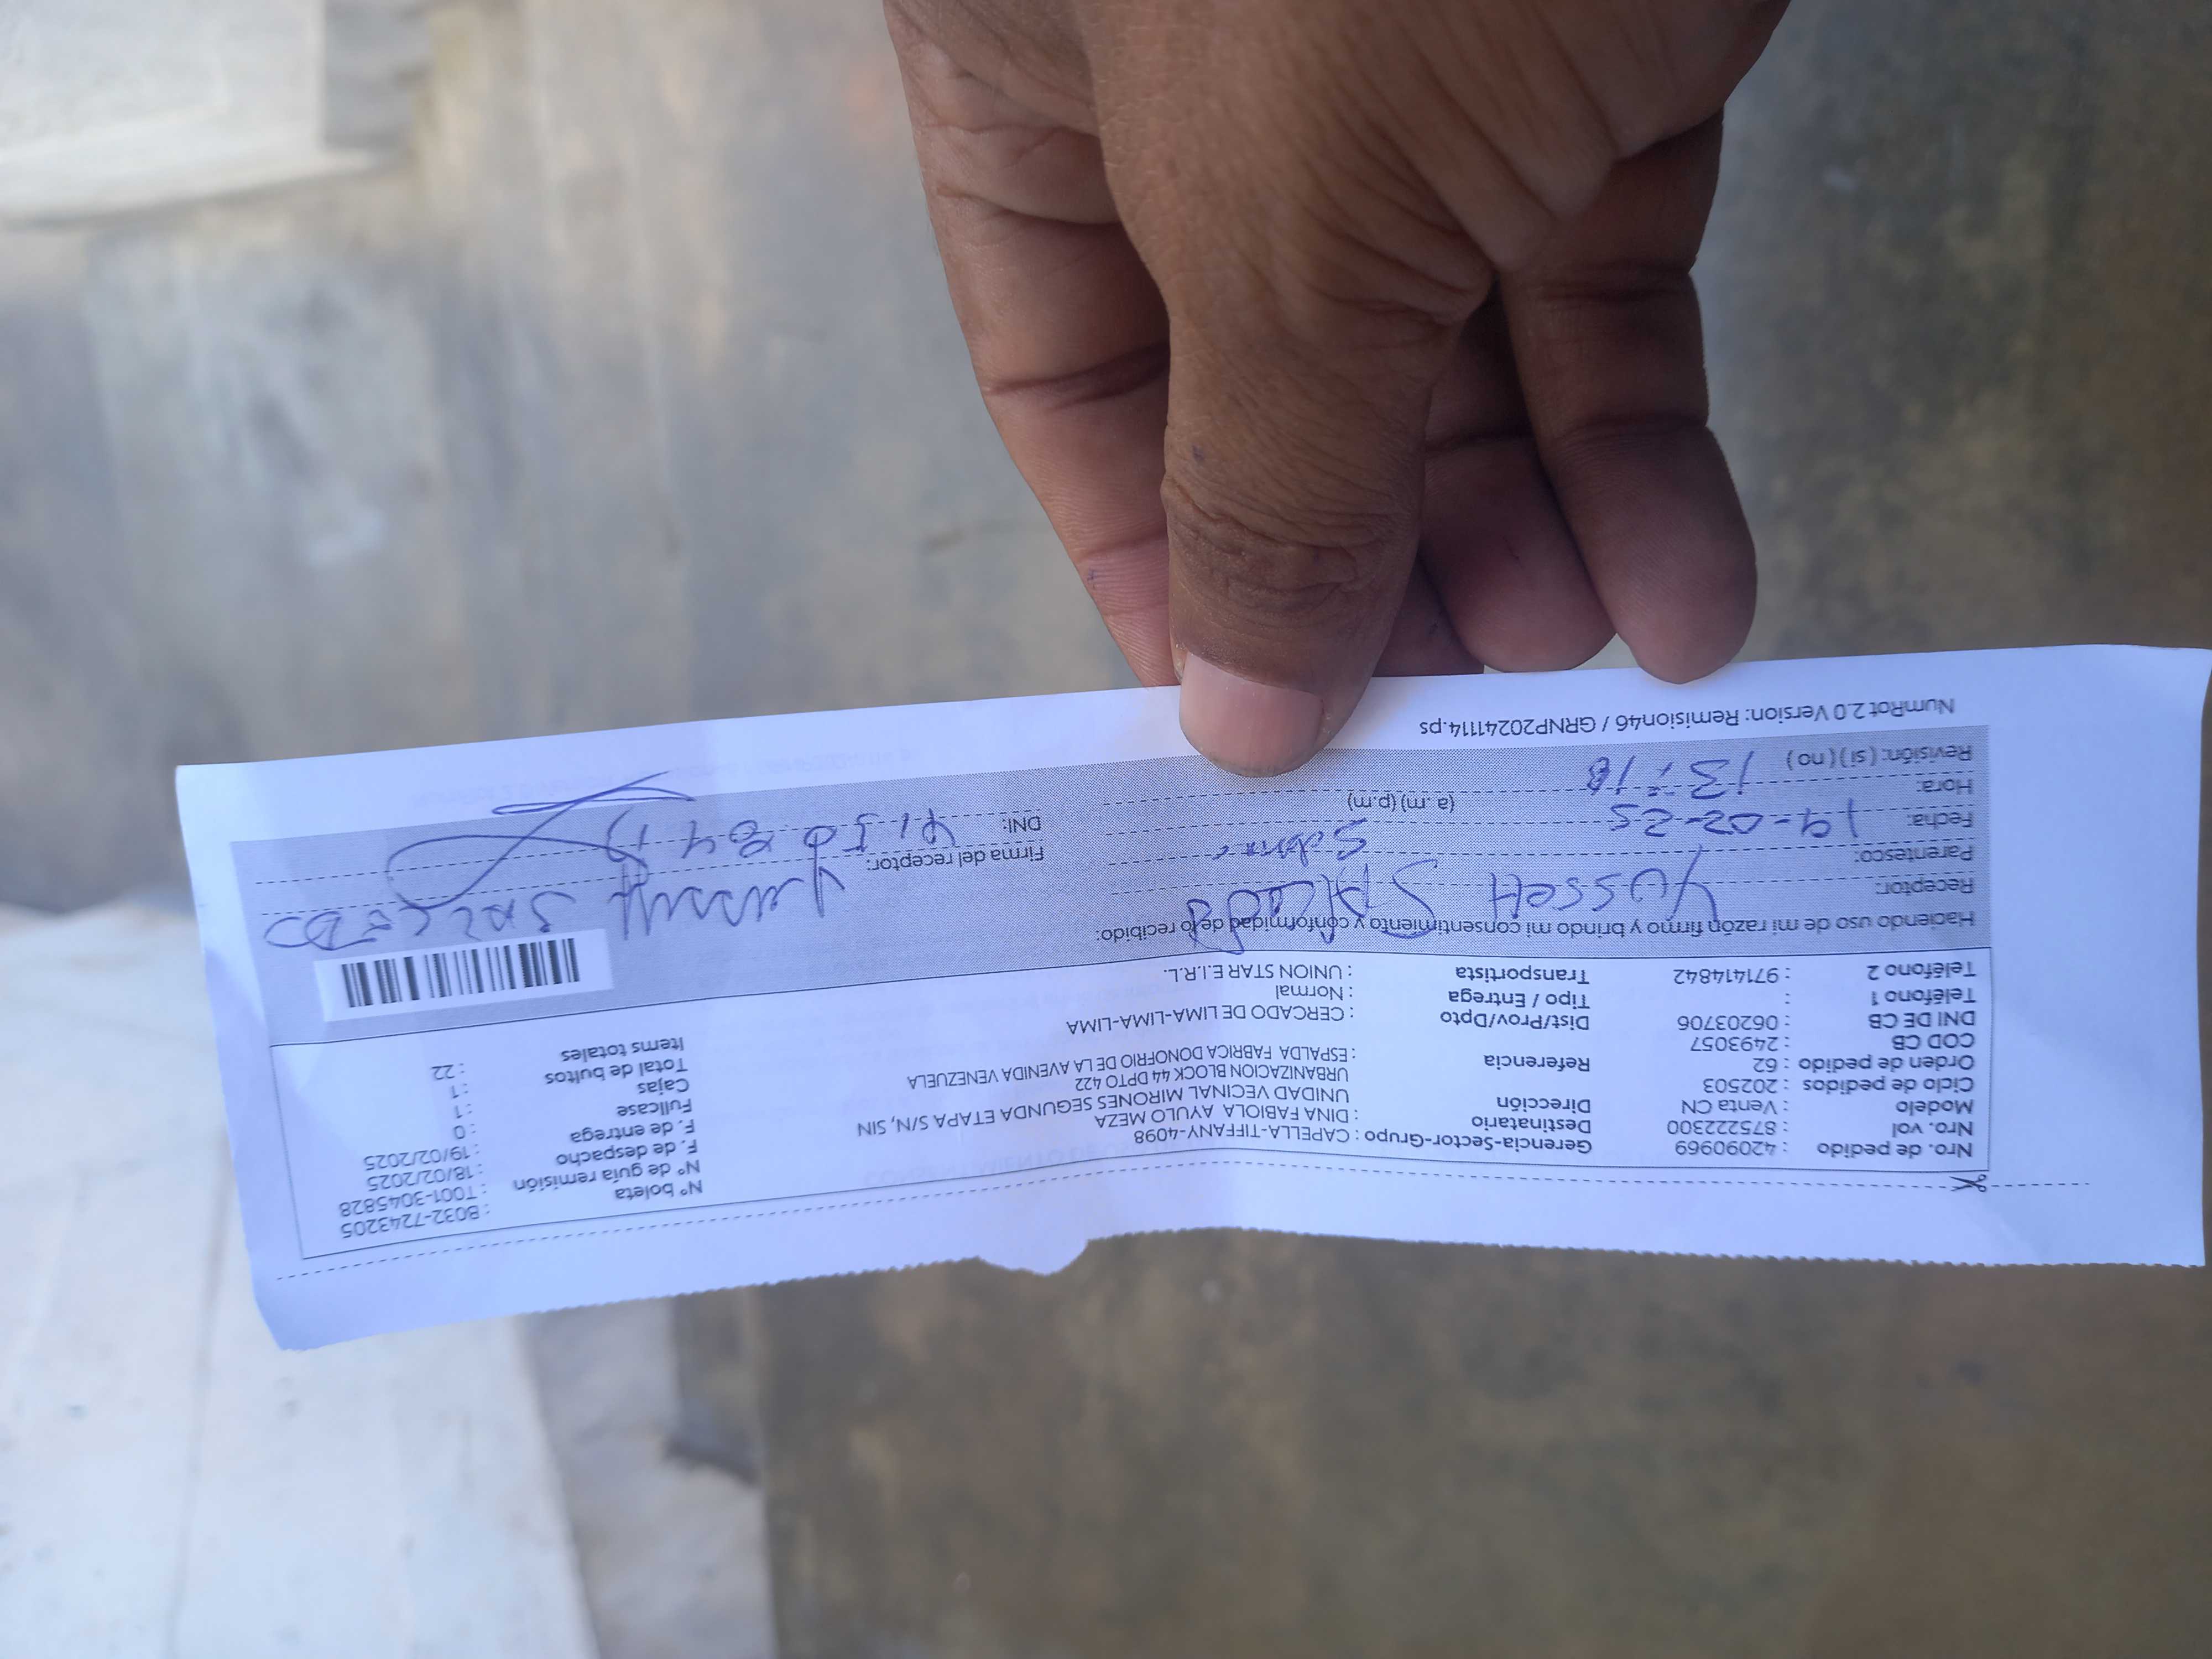 Nro. de pedido : 42090969
Nro. vol : 875222300
Modelo : Venta CN
Ciclo de pedidos : 202503
Orden de pedido : 62
COD CB : 2493057
DNI DE CB : 06203706
Teléfono 1 :
Teléfono 2 : 97141484842
Gerencia-Sector-Grupo : CAPELLA-TIFFANY-4098
Destinatario : DINA FABIOLA AYULO MEZA
Dirección UNIDAD VECINAL MIRONES SEGUNDA ETAPA S/N, SIN
URBANIZACION BLOCK 44 DPTO 422
Referencia : ESPALDA FABRICA DONOFRIO DE LA AVENIDA VENEZUELA
Dist/Prov/Dpto : CERCADO DE LIMA-LIMA-LIMA
Tipo / Entrega : Normal
Transportista : UNION STAR E.I.R.L.
N° boleta : B032-7243205
N° guía remisión : T001-3045828
F. de despacho : 18/02/2025
F. de entrega : 19/02/2025
Fullcase : 0
Cajas : 1
Total de bultos : 1
Items totales : 22
Haciendo uso de mi razón firmo y brindo mi consentimiento y conformidad de lo recibido:
Receptor: Yusseff Salcedo
Parentesco: Sobrino
Fecha: 19-02-25
Hora: 13:18 (a.m) (p.m)
Revisión: (si) (no)
Firma del receptor: SALCEDO
DNI:
NumRot 2.0 Version: Remision46 / GRNP20241114.ps